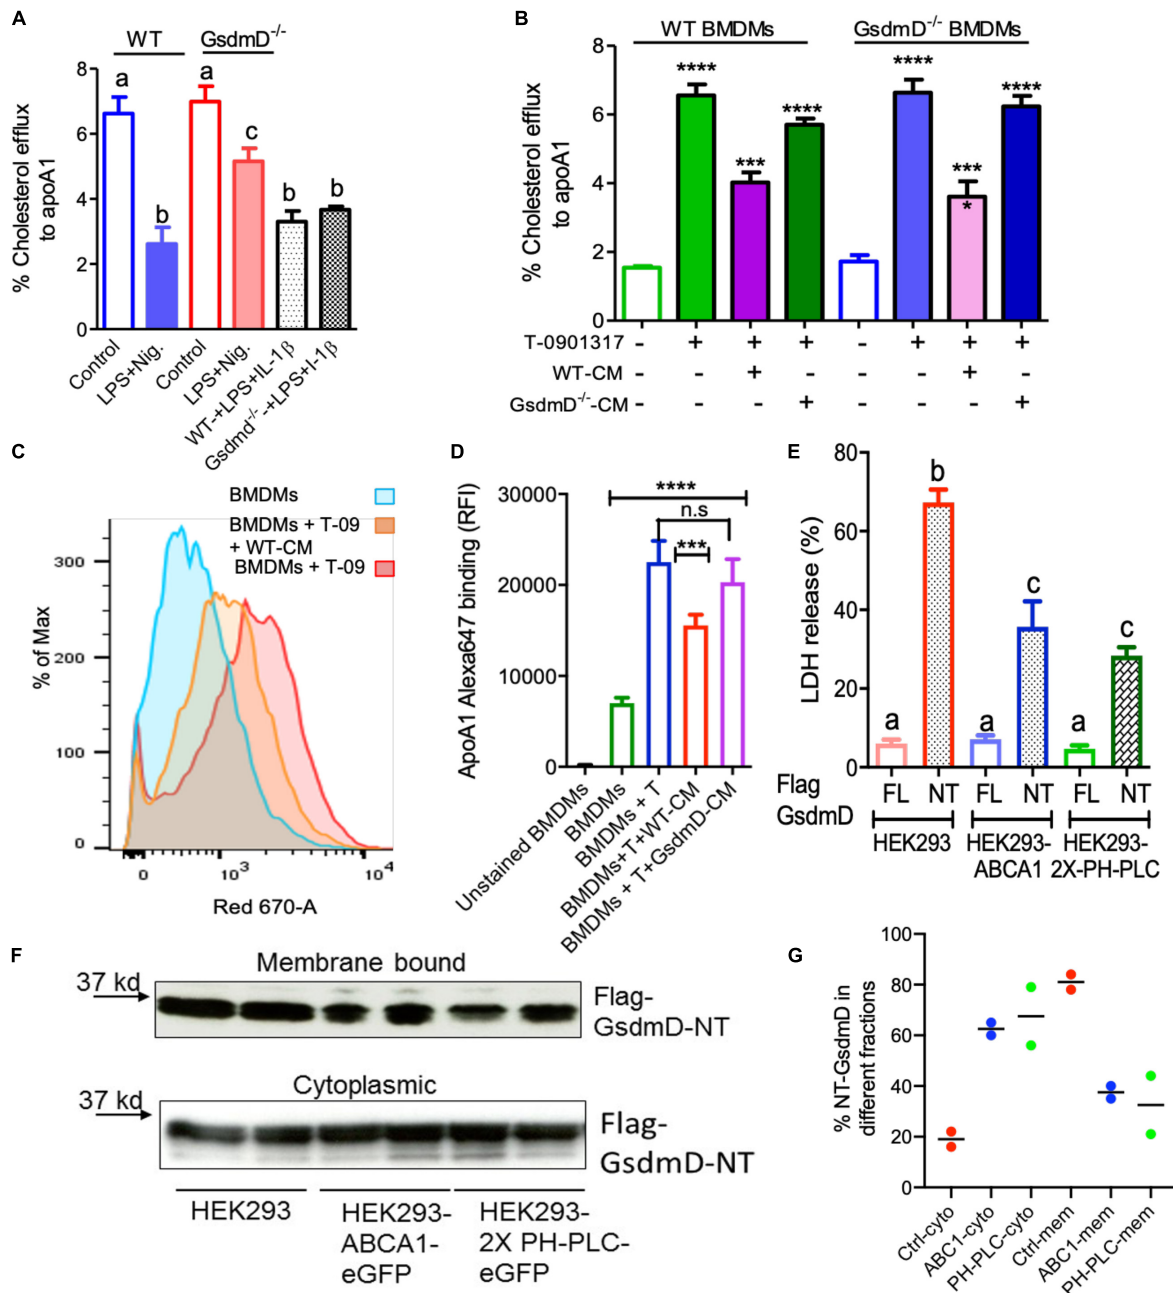 A
WT
GsdmD-/-
% Cholesterol efflux
to apoA1
8
6
4
2
0
a
b
a
c
b
b
Control
LPS+Nig.
Control
LPS+Nig.
WT-+LPS+IL-1β
Gsdmd-/--+LPS+I-1β
B
WT BMDMs
GsdmD-/- BMDMs
% Cholesterol efflux
to apoA1
8
6
4
2
0
****
***
****
****
***
*
****
T-0901317 - + + + - + + +
WT-CM - - + - - - + -
GsdmD-/--CM - - - + - - - +
C
BMDMs
BMDMs + T-09
+ WT-CM
BMDMs + T-09
% of Max
300
200
100
0
0 10³ 10⁴
Red 670-A
D
ApoA1 Alexa647 binding (RFI)
30000
20000
10000
0
****
n.s
***
Unstained BMDMs
BMDMs
BMDMs + T
BMDMs+T+WT-CM
BMDMs + T+GsdmD-CM
E
LDH release (%)
80
60
40
20
0
a
b
a
c
a
c
Flag
GsdmD
FL NT FL NT FL NT
HEK293
HEK293-
ABCA1
HEK293-
2X-PH-PLC
F
Membrane bound
37 kd
Flag-
GsdmD-NT
Cytoplasmic
37 kd
Flag-
GsdmD-NT
HEK293
HEK293-
ABCA1-
eGFP
HEK293-
2X PH-PLC-
eGFP
G
% NT-GsdmD in
different fractions
100
80
60
40
20
0
Ctrl-cyto
ABC1-cyto
PH-PLC-cyto
Ctrl-mem
ABC1-mem
PH-PLC-mem